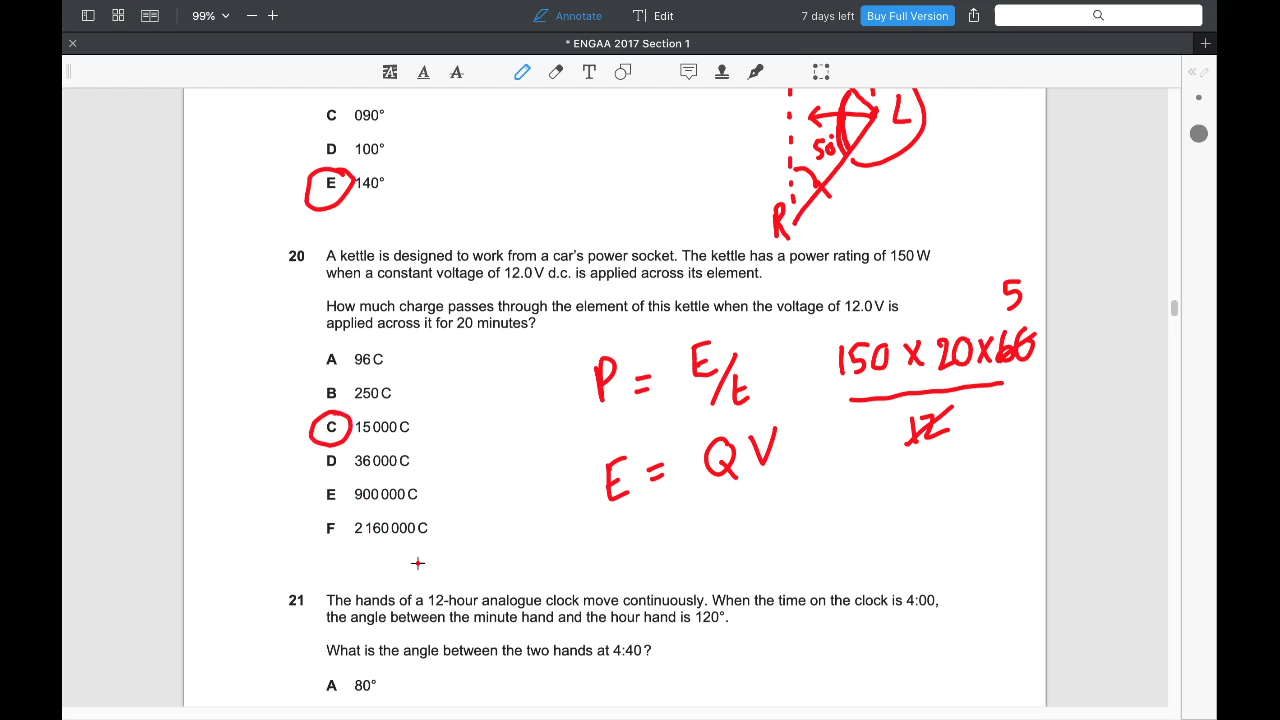 99%
Annotate
Edit
7 days left
Buy Full Version
* ENGAA 2017 Section 1
C 090°
D 100°
E 140°
L
50°
R
20 A kettle is designed to work from a car's power socket. The kettle has a power rating of 150 W
when a constant voltage of 12.0 V d.c. is applied across its element.
How much charge passes through the element of this kettle when the voltage of 12.0 V is
applied across it for 20 minutes?
A 96 C
B 250 C
C 15 000 C
D 36 000 C
E 900 000 C
F 2 160 000 C
P = E/t
E = QV
5
150 × 20 × 60
12
21 The hands of a 12-hour analogue clock move continuously. When the time on the clock is 4:00,
the angle between the minute hand and the hour hand is 120°.
What is the angle between the two hands at 4:40 ?
A 80°